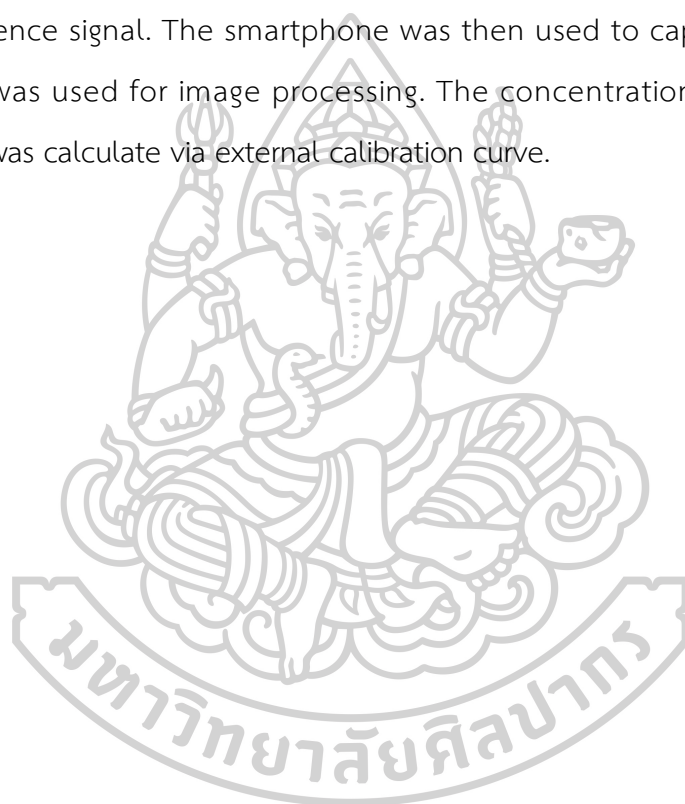 ence signal. The smartphone was then used to cap
was used for image processing. The concentration
was calculate via external calibration curve.
มหาวิทยาลัยศิลปากร